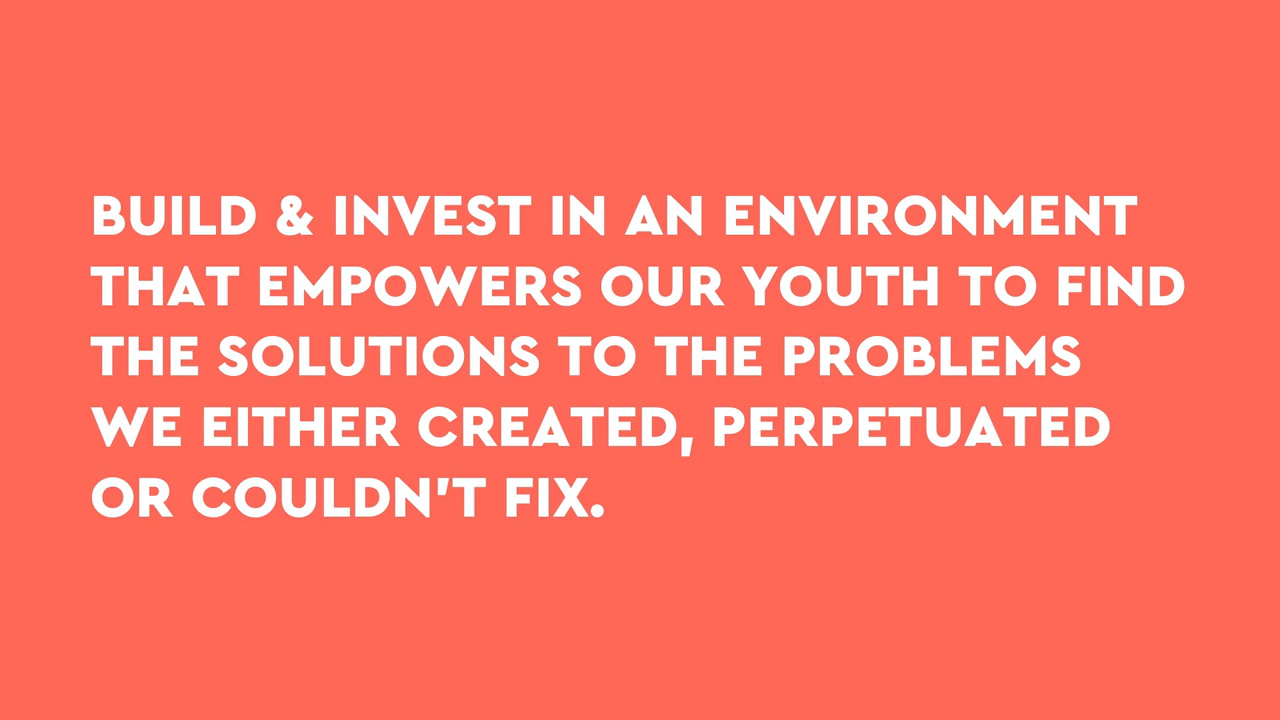 BUILD & INVEST IN AN ENVIRONMENT
THAT EMPOWERS OUR YOUTH TO FIND
THE SOLUTIONS TO THE PROBLEMS
WE EITHER CREATED, PERPETUATED
OR COULDN'T FIX.